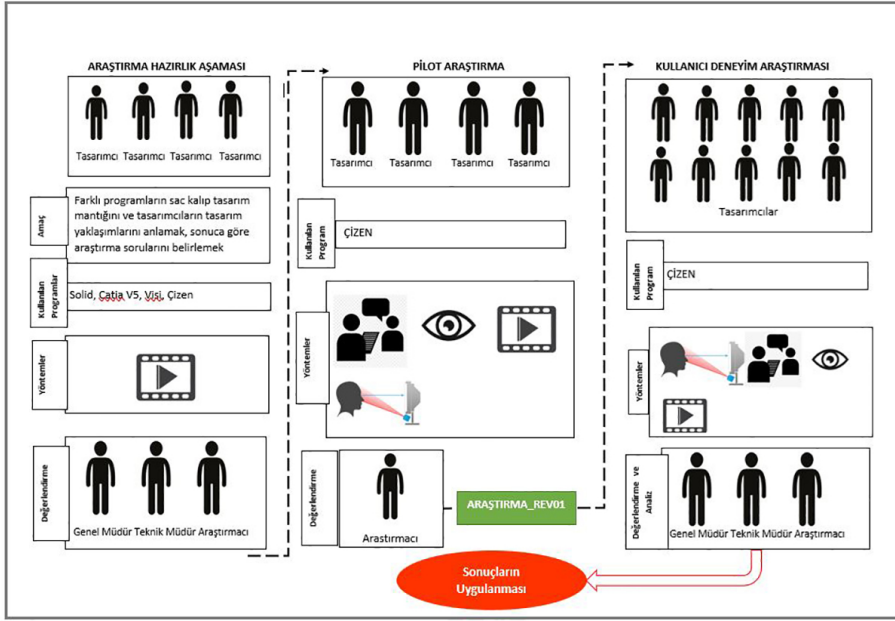 ARAŞTIRMA HAZIRLIK AŞAMASI
Tasarımcı Tasarımcı Tasarımcı Tasarımcı
Amaç
Farklı programların sac kalıp tasarım
mantığını ve tasarımcıların tasarım
yaklaşımlarını anlamak, sonuca göre
araştırma sorularını belirlemek
Kullanılan
Programlar
Solid, Catia V5, Visi, Çizen
Yöntemler
Değerlendirme
Genel Müdür Teknik Müdür Araştırmacı
PİLOT ARAŞTIRMA
Tasarımcı Tasarımcı Tasarımcı Tasarımcı
Kullanılan
Program
ÇİZEN
Yöntemler
Değerlendirme
Arastırmacı
ARAŞTIRMA_REV01
KULLANICI DENEYİM ARAŞTIRMASI
Tasarımcılar
Kullanılan
Program
ÇİZEN
Yöntemler
Değerlendirme ve
Analiz
Genel Müdür Teknik Müdür Araştırmacı
Sonuçların
Uygulanması